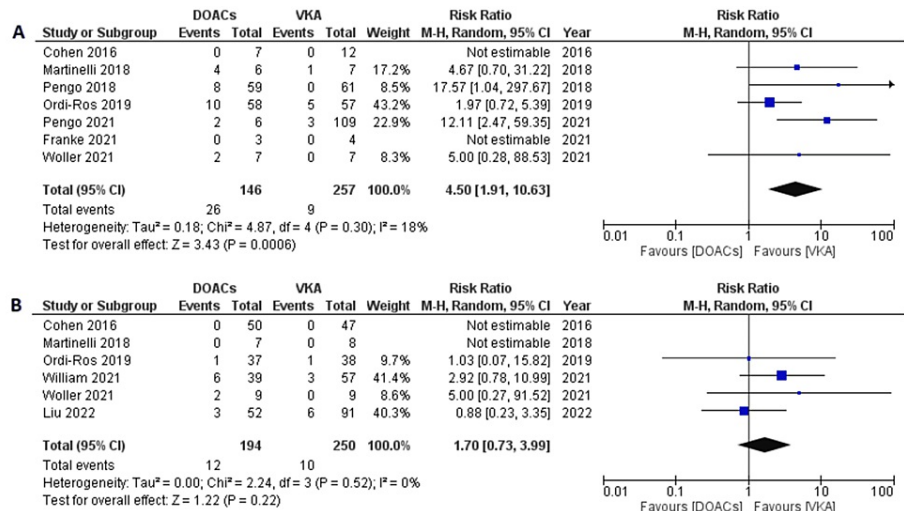 A
DOACs VKA Risk Ratio Risk Ratio
Study or Subgroup Events Total Events Total Weight M-H, Random, 95% CI Year M-H, Random, 95% CI
Cohen 2016 0 7 0 12 Not estimable 2016
Martinelli 2018 4 6 1 7 17.2% 4.67 [0.70, 31.22] 2018
Pengo 2018 8 59 0 61 8.5% 17.57 [1.04, 297.67] 2018
Ordi-Ros 2019 10 58 5 57 43.2% 1.97 [0.72, 5.39] 2019
Pengo 2021 2 6 3 109 22.9% 12.11 [2.47, 59.35] 2021
Franke 2021 0 3 0 4 Not estimable 2021
Woller 2021 2 7 0 7 8.3% 5.00 [0.28, 88.53] 2021
Total (95% CI) 146 257 100.0% 4.50 [1.91, 10.63]
Total events 26 9
Heterogeneity: Tau² = 0.18; Chi² = 4.87, df = 4 (P = 0.30); I² = 18%
Test for overall effect: Z = 3.43 (P = 0.0006)
0.01 0.1 1 10 100
Favours [DOACs] Favours [VKA]
B
DOACs VKA Risk Ratio Risk Ratio
Study or Subgroup Events Total Events Total Weight M-H, Random, 95% CI Year M-H, Random, 95% CI
Cohen 2016 0 50 0 47 Not estimable 2016
Martinelli 2018 0 7 0 8 Not estimable 2018
Ordi-Ros 2019 1 37 1 38 9.7% 1.03 [0.07, 15.82] 2019
William 2021 6 39 3 57 41.4% 2.92 [0.78, 10.99] 2021
Woller 2021 2 9 0 9 8.6% 5.00 [0.27, 91.52] 2021
Liu 2022 3 52 6 91 40.3% 0.88 [0.23, 3.35] 2022
Total (95% CI) 194 250 100.0% 1.70 [0.73, 3.99]
Total events 12 10
Heterogeneity: Tau² = 0.00; Chi² = 2.24, df = 3 (P = 0.52); I² = 0%
Test for overall effect: Z = 1.22 (P = 0.22)
0.01 0.1 1 10 100
Favours [DOACs] Favours [VKA]